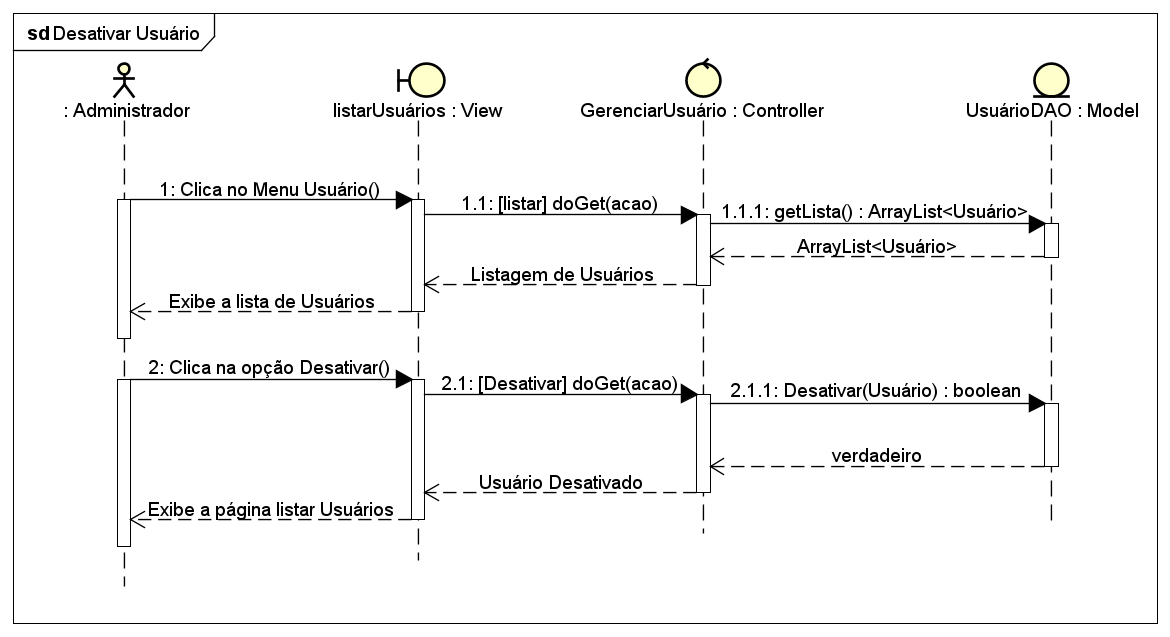 sd Desativar Usuário
: Administrador
listarUsuários : View
GerenciarUsuário : Controller
UsuárioDAO : Model
1: Clica no Menu Usuário()
1.1: [listar] doGet(acao)
1.1.1: getLista() : ArrayList<Usuário>
ArrayList<Usuário>
Listagem de Usuários
Exibe a lista de Usuários
2: Clica na opção Desativar()
2.1: [Desativar] doGet(acao)
2.1.1: Desativar(Usuário) : boolean
verdadeiro
Usuário Desativado
Exibe a página listar Usuários